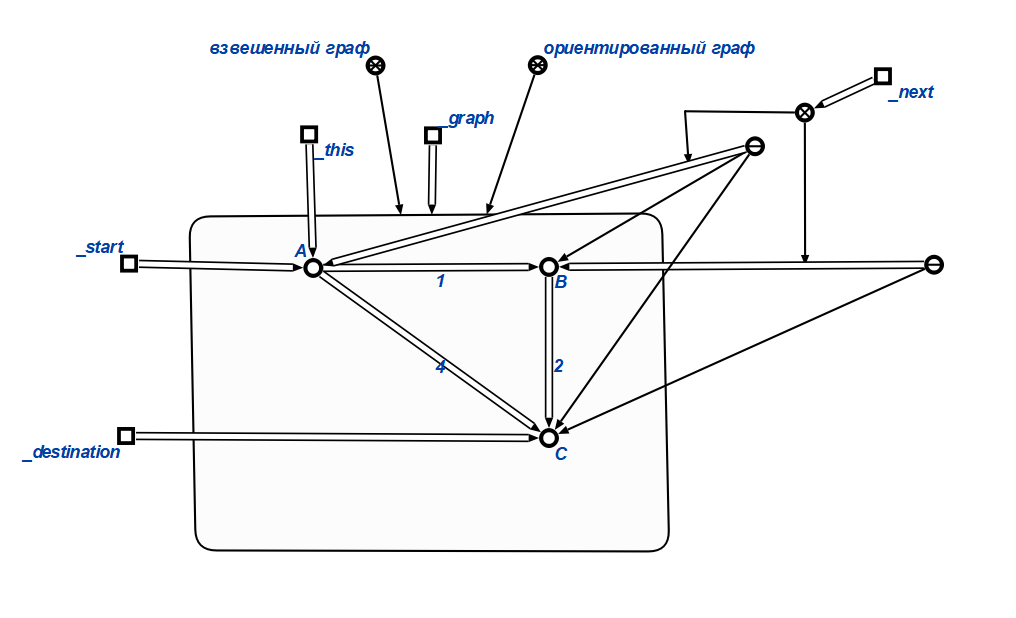 взвешенный граф
ориентированный граф
_next
_graph
_this
_start
A
1
B
4
2
_destination
C